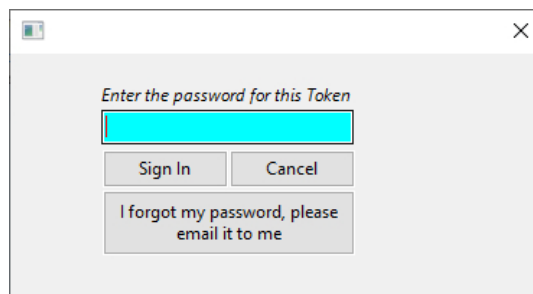 Enter the password for this Token
Sign In
Cancel
I forgot my password, please
email it to me